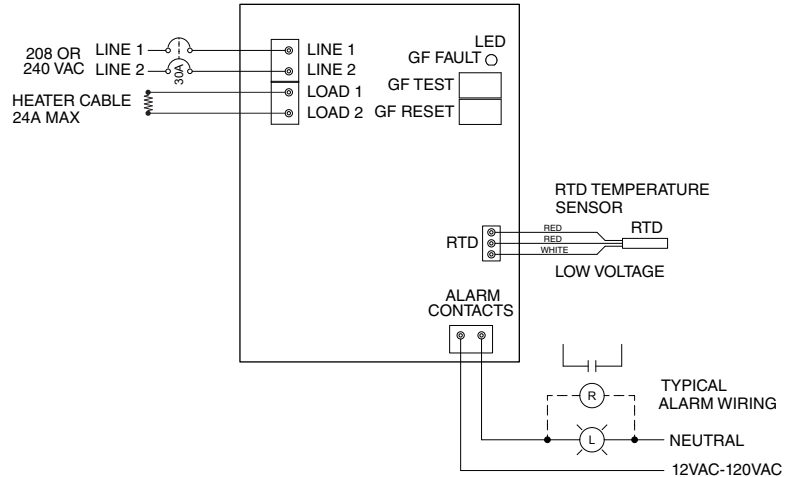 208 OR
240 VAC
LINE 1
LINE 2
30A
HEATER CABLE
24A MAX
LINE 1
LINE 2
LOAD 1
LOAD 2
LED
GF FAULT
GF TEST
GF RESET
RTD TEMPERATURE
SENSOR
RTD
RED
RED
WHITE
RTD
LOW VOLTAGE
ALARM
CONTACTS
R
TYPICAL
ALARM WIRING
L
NEUTRAL
12VAC-120VAC